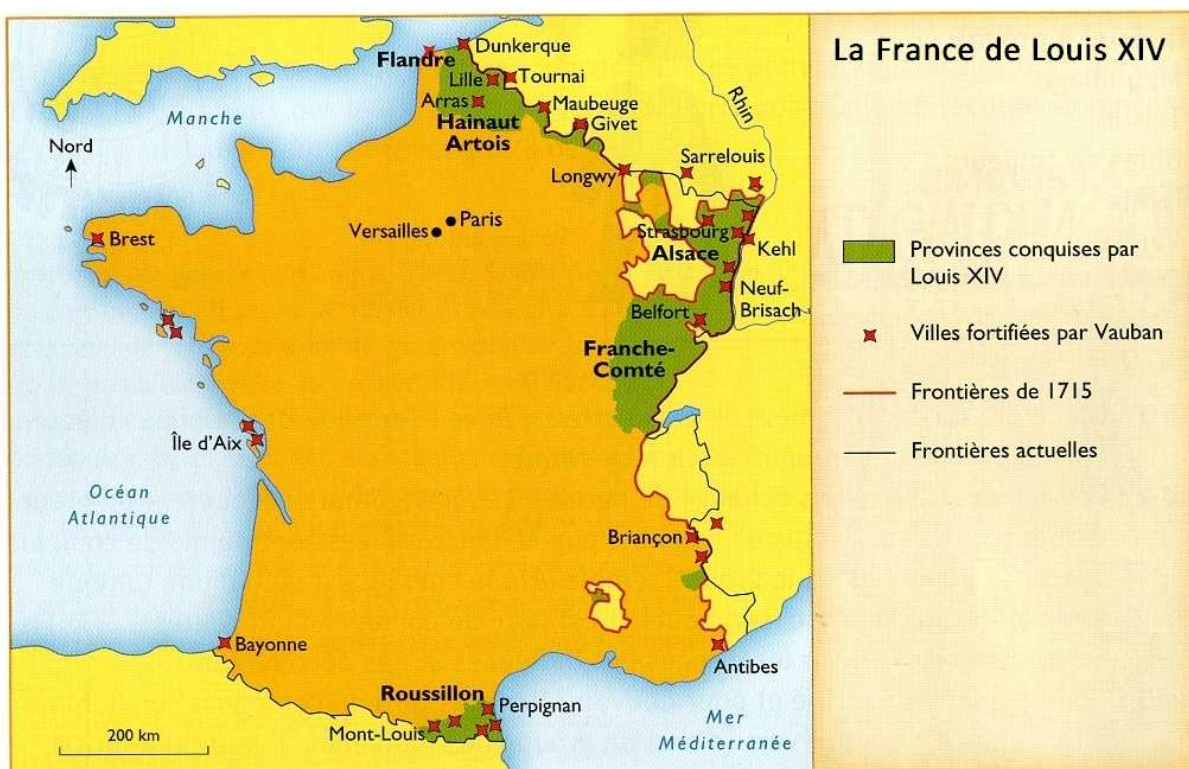 La France de Louis XIV
Dunkerque
Flandre
Lille
Tournai
Arras
Maubeuge
Hainaut
Givet
Artois
Manche
Nord
Rhin
Longwy
Sarrelouis
Paris
Versailles
Brest
Strasbourg
Kehl
Alsace
Neuf-
Brisach
Belfort
Franche-
Comté
Île d'Aix
Océan
Atlantique
Briançon
Bayonne
Antibes
Roussillon
Perpignan
Mont-Louis
Mer
Méditerranée
200 km
Provinces conquises par
Louis XIV
Villes fortifiées par Vauban
Frontières de 1715
Frontières actuelles